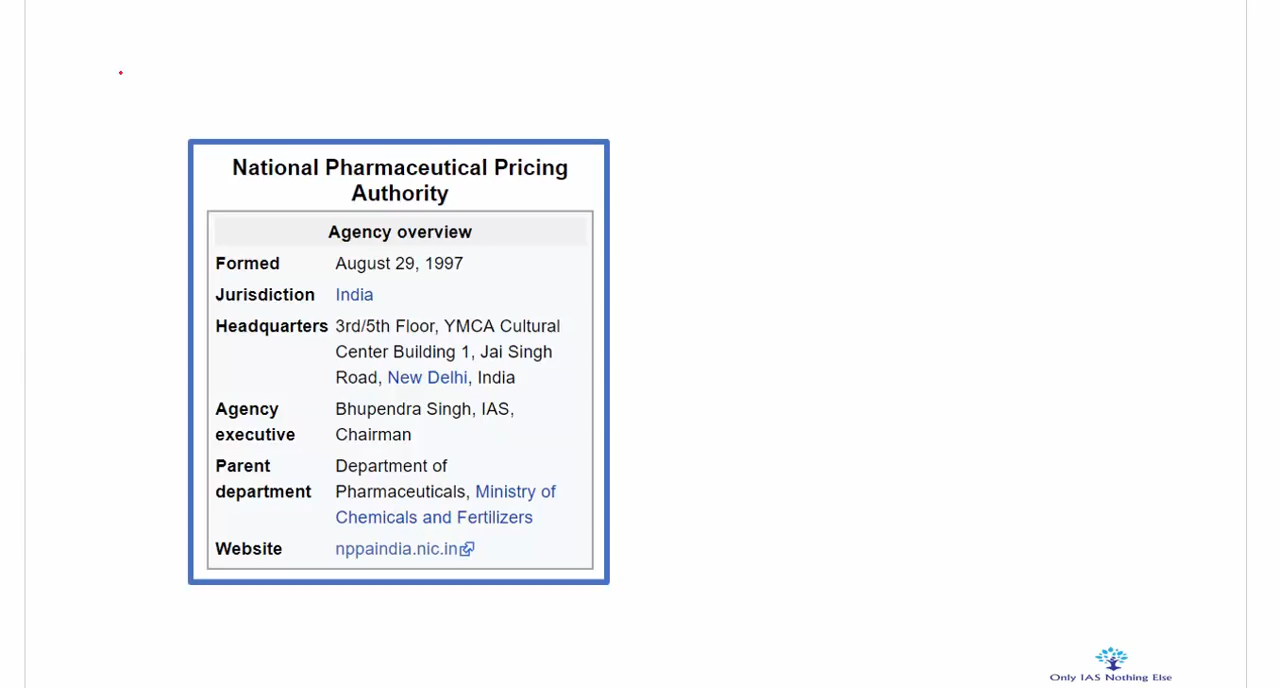 National Pharmaceutical Pricing
Authority
Agency overview
Formed August 29, 1997
Jurisdiction India
Headquarters 3rd/5th Floor, YMCA Cultural
Center Building 1, Jai Singh
Road, New Delhi, India
Agency Bhupendra Singh, IAS,
executive Chairman
Parent Department of
department Pharmaceuticals, Ministry of
Chemicals and Fertilizers
Website nppaindia.nic.in
Only IAS Nothing Else